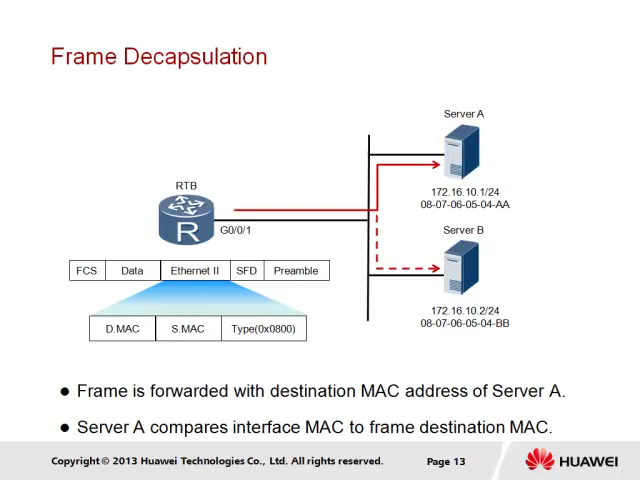 Frame Decapsulation
Server A
172.16.10.1/24
08-07-06-05-04-AA
RTB
R
G0/0/1
Server B
172.16.10.2/24
08-07-06-05-04-BB
FCS Data Ethernet II SFD Preamble
D.MAC S.MAC Type(0x0800)
● Frame is forwarded with destination MAC address of Server A.
● Server A compares interface MAC to frame destination MAC.
Copyright © 2013 Huawei Technologies Co., Ltd. All rights reserved. Page 13 HUAWEI